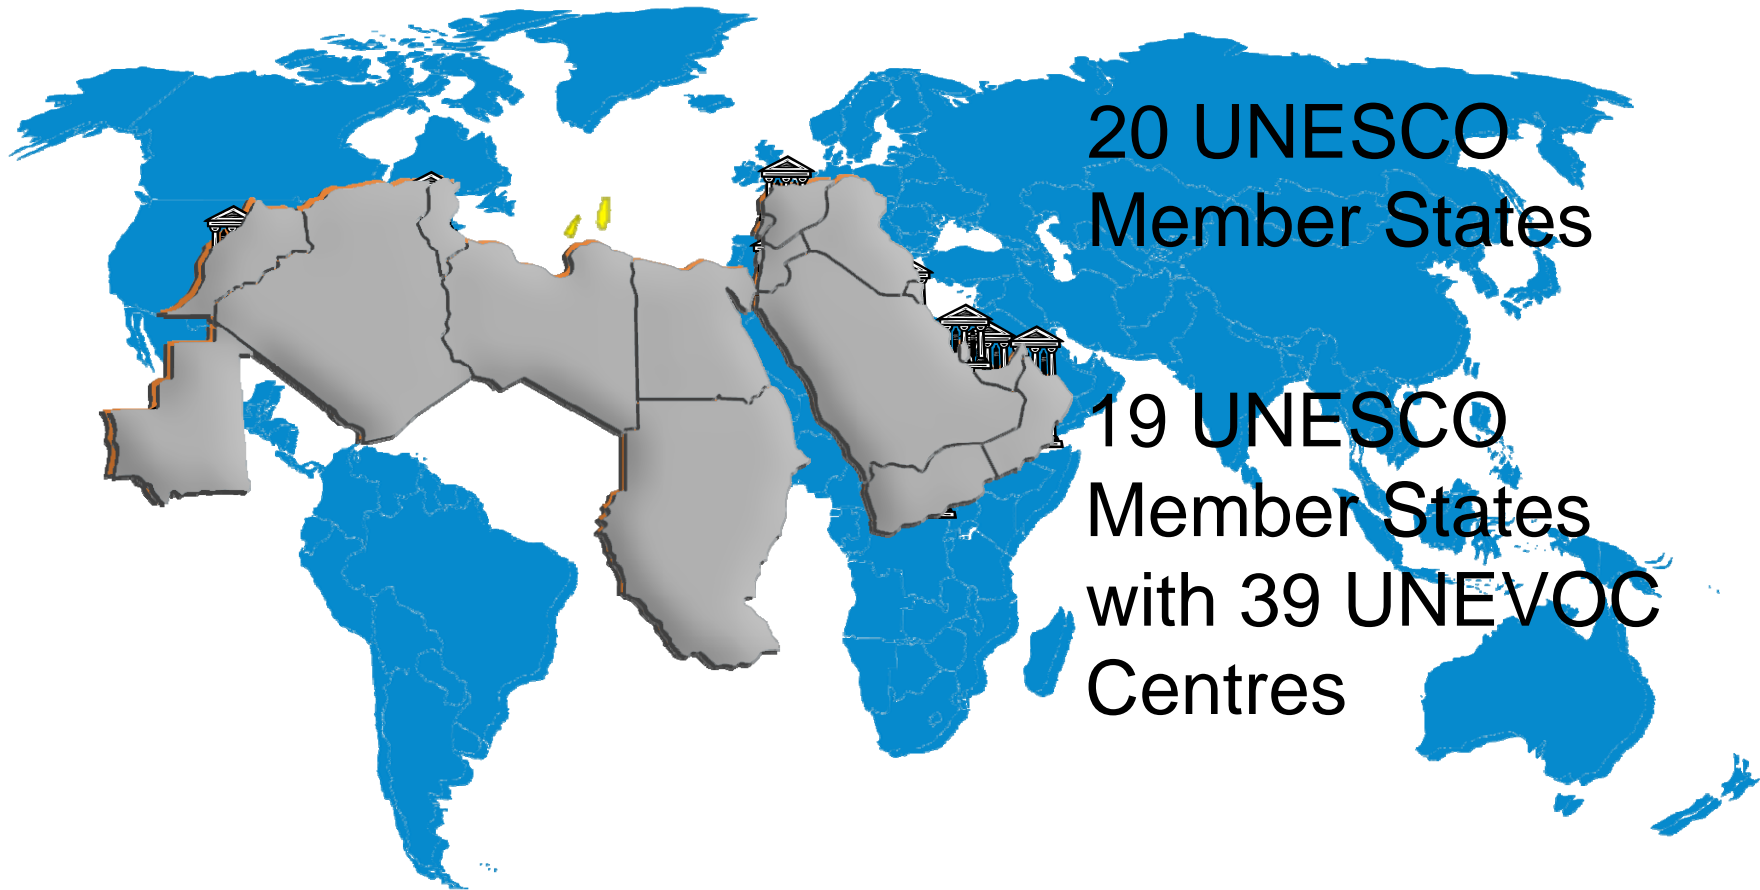 20 UNESCO
Member States
19 UNESCO
Member States
with 39 UNEVOC
Centres